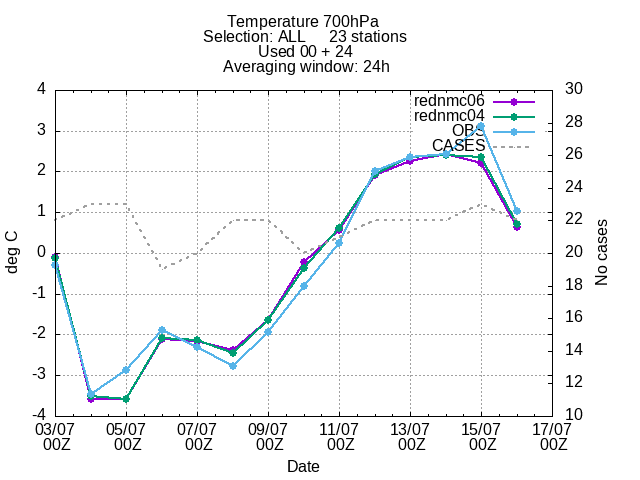 Temperature 700hPa
Selection: ALL 23 stations
Used 00 + 24
Averaging window: 24h
rednmc06
rednmc04
OBS
CASES
4
3
2
1
0
-1
-2
-3
-4
30
28
26
24
22
20
18
16
14
12
10
deg C
No cases
03/07 05/07 07/07 09/07 11/07 13/07 15/07 17/07
00Z 00Z 00Z 00Z 00Z 00Z 00Z 00Z
Date